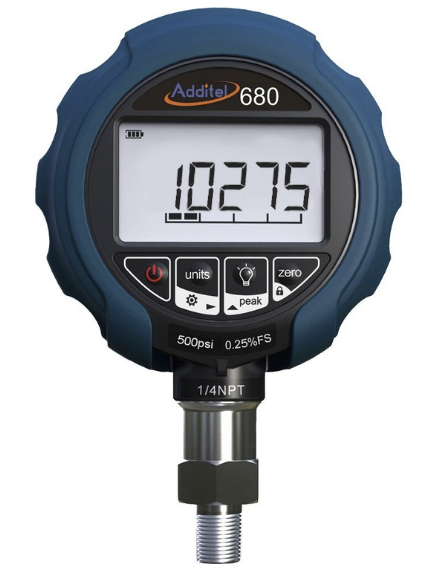 Additel 680
10275
units
zero
peak
500psi 0.25%FS
1/4NPT